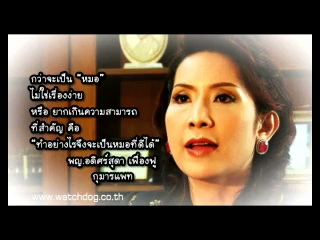 กว่าจะเป็น "หมอ"
ไม่ใช่เรื่องง่าย
หรือ ยากเกินความสามารถ
ที่สำคัญ คือ
"ทำอย่างไรจึงจะเป็นหมอที่ดีได้"
พญ.อดิศร์สุดา เฟื่องฟู
กุมารแพท
www.watchdog.co.th